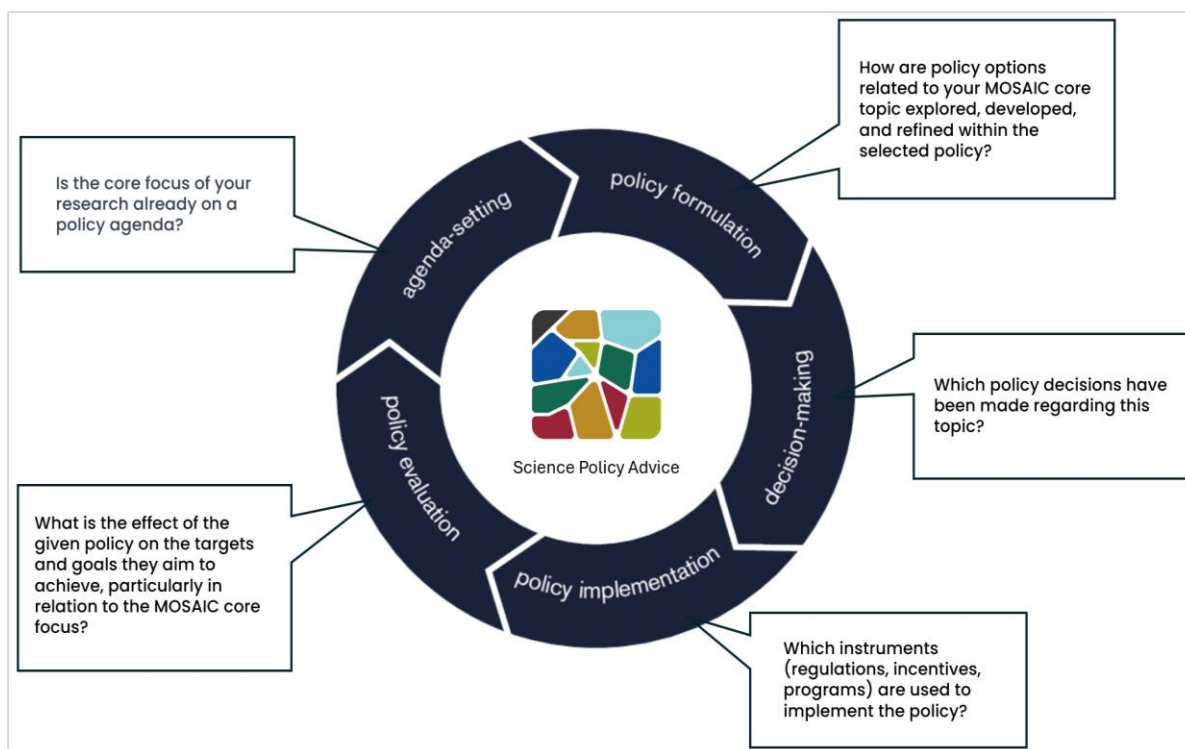 How are policy options
related to your MOSAIC core
topic explored, developed,
and refined within the
selected policy?
Is the core focus of your
research already on a
policy agenda?
policy formulation
agenda-setting
decision-making
Which policy decisions have
been made regarding this
topic?
Science Policy Advice
policy evaluation
What is the effect of the
given policy on the targets
and goals they aim to
achieve, particularly in
relation to the MOSAIC core
focus?
policy implementation
Which instruments
(regulations, incentives,
programs) are used to
implement the policy?